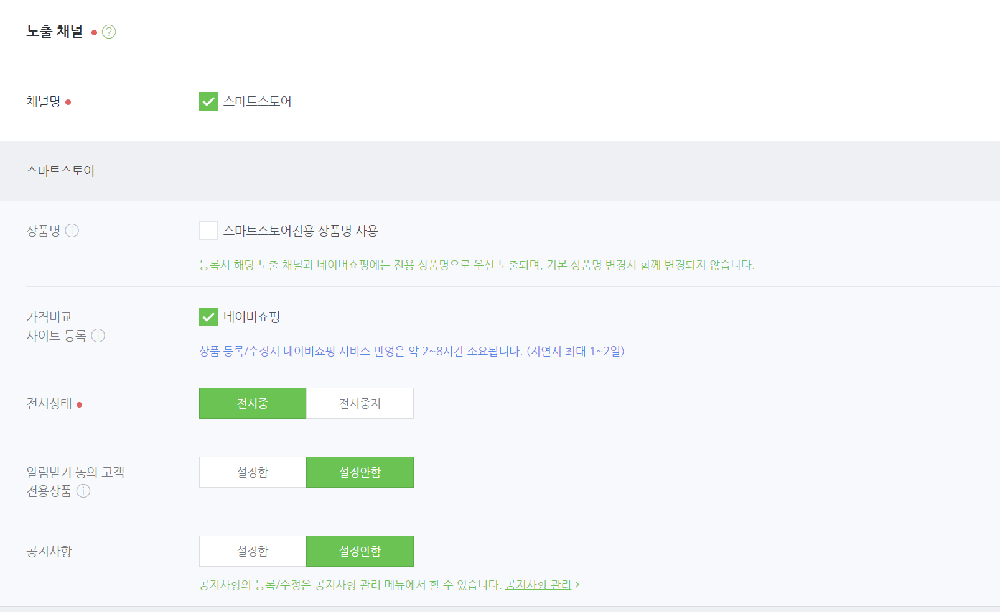 노출 채널
채널명
스마트스토어
스마트스토어
상품명
스마트스토어전용 상품명 사용
등록시 해당 노출 채널과 네이버쇼핑에는 전용 상품명으로 우선 노출되며, 기본 상품명 변경시 함께 변경되지 않습니다.
가격비교
사이트 등록
네이버쇼핑
상품 등록/수정시 네이버쇼핑 서비스 반영은 약 2~8시간 소요됩니다. (지연시 최대 1~2일)
전시상태
전시중 전시중지
알림받기 동의 고객
전용상품
설정함 설정안함
공지사항
설정함 설정안함
공지사항의 등록/수정은 공지사항 관리 메뉴에서 할 수 있습니다. 공지사항 관리 >